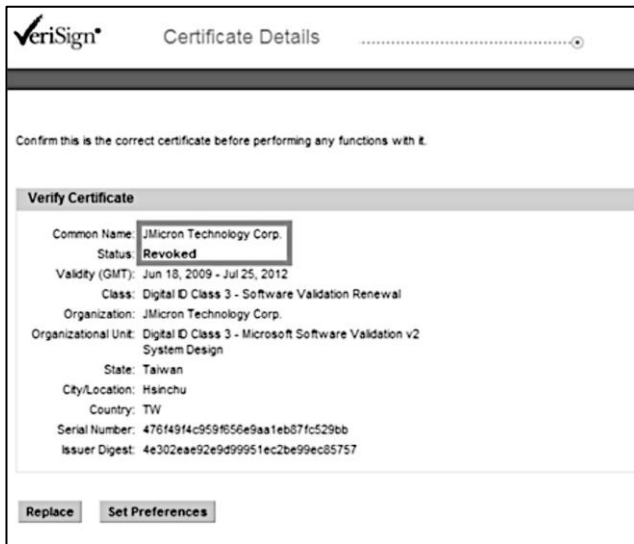 VeriSign
Certificate Details
Confirm this is the correct certificate before performing any functions with it.
Verify Certificate
Common Name: JMicron Technology Corp.
Status: Revoked
Validity (GMT): Jun 18, 2009 - Jul 25, 2012
Class: Digital ID Class 3 - Software Validation Renewal
Organization: JMicron Technology Corp.
Organizational Unit: Digital ID Class 3 - Microsoft Software Validation v2
System Design
State: Taiwan
City/Location: Hsinchu
Country: TW
Serial Number: 476f49f4c959f656e9aa1eb87fc529bb
Issuer Digest: 4e302eae92e9d99951ec2be99ec85757
Replace Set Preferences